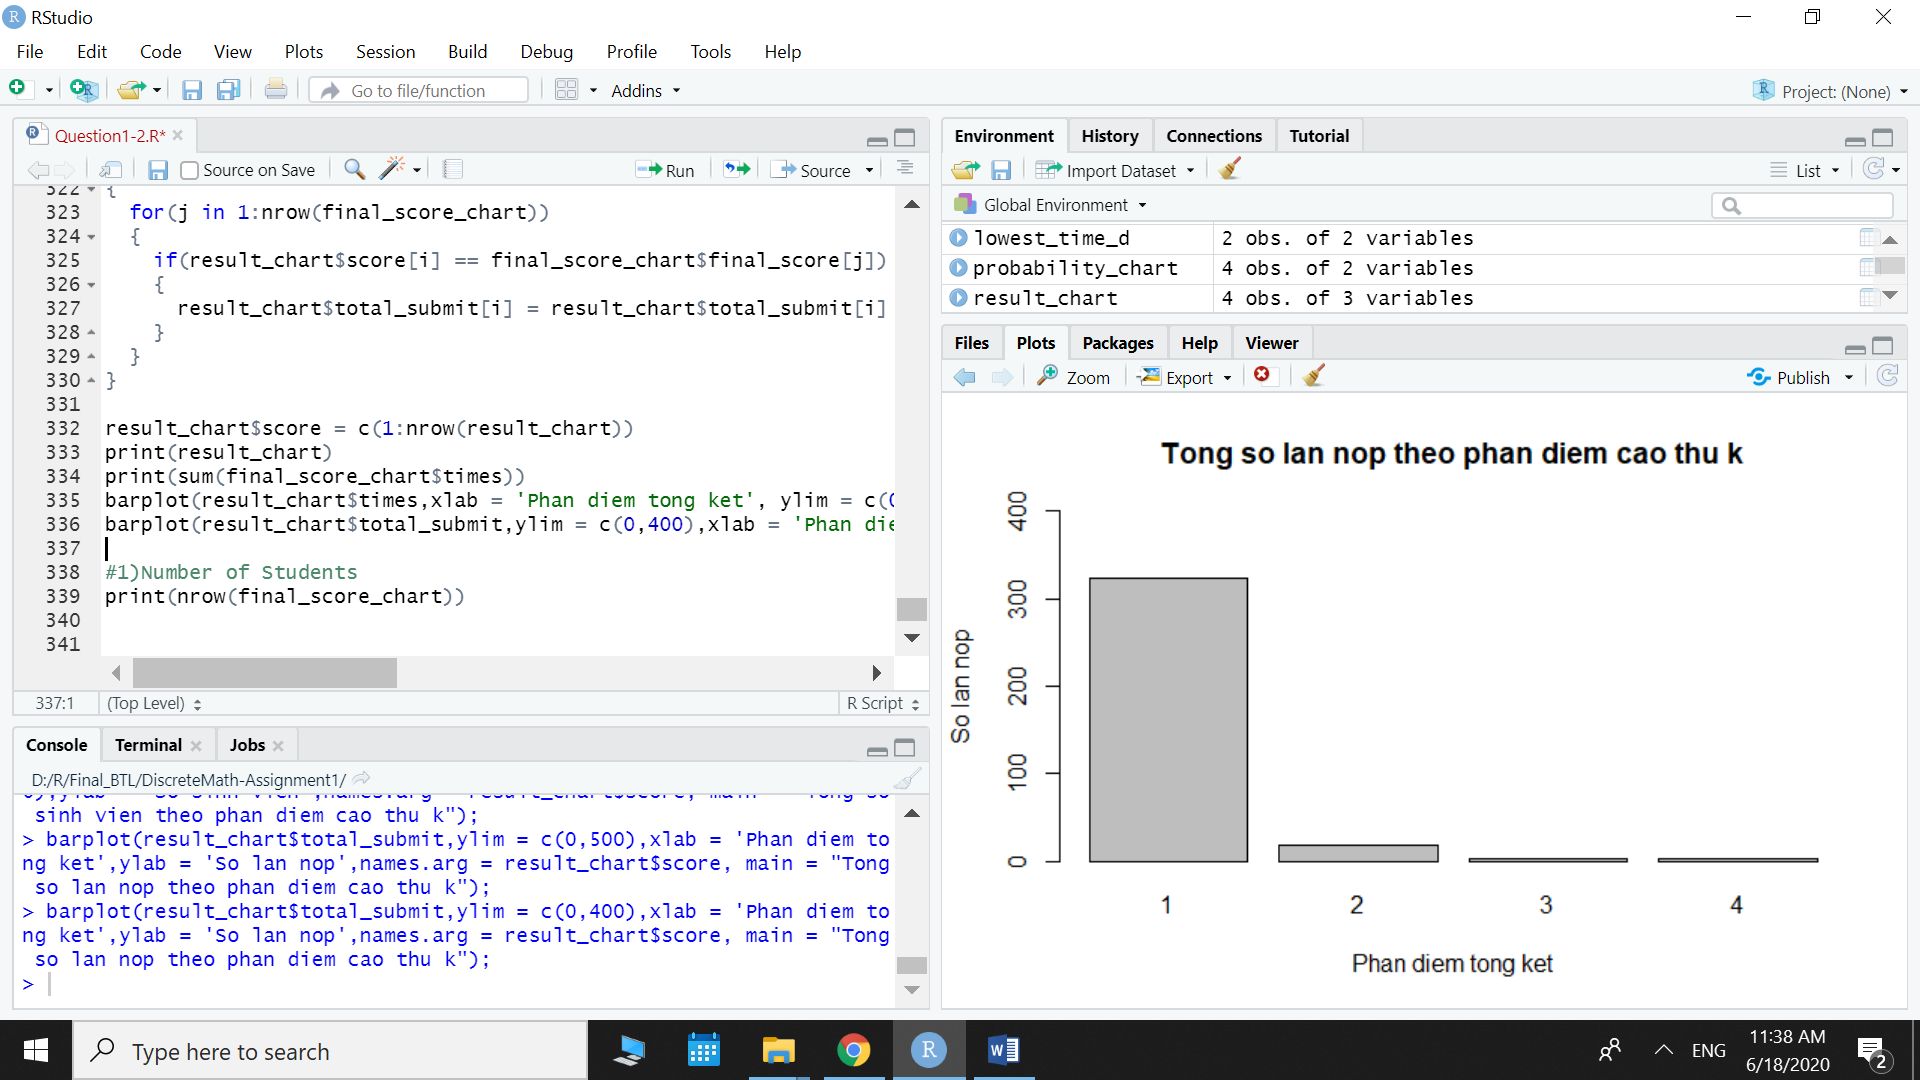 RStudio
File Edit Code View Plots Session Build Debug Profile Tools Help
Go to file/function Addins Project: (None)
Question1-2.R*
Source on Save Run Source
322 {
323 for(j in 1:nrow(final_score_chart))
324 {
325 if(result_chart$score[i] == final_score_chart$final_score[j])
326 {
327 result_chart$total_submit[i] = result_chart$total_submit[i]
328 }
329 }
330 }
331
332 result_chart$score = c(1:nrow(result_chart))
333 print(result_chart)
334 print(sum(final_score_chart$times))
335 barplot(result_chart$times,xlab = 'Phan diem tong ket', ylim = c(0
336 barplot(result_chart$total_submit,ylim = c(0,400),xlab = 'Phan die
337
338 #1)Number of Students
339 print(nrow(final_score_chart))
340
341
337:1 (Top Level) R Script
Console Terminal Jobs
D:/R/Final_BTL/DiscreteMath-Assignment1/
sinh vien theo phan diem cao thu k");
> barplot(result_chart$total_submit,ylim = c(0,500),xlab = 'Phan diem to
ng ket',ylab = 'So lan nop',names.arg = result_chart$score, main = "Tong
so lan nop theo phan diem cao thu k");
> barplot(result_chart$total_submit,ylim = c(0,400),xlab = 'Phan diem to
ng ket',ylab = 'So lan nop',names.arg = result_chart$score, main = "Tong
so lan nop theo phan diem cao thu k");
>
Environment History Connections Tutorial
Import Dataset List
Global Environment
lowest_time_d 2 obs. of 2 variables
probability_chart 4 obs. of 2 variables
result_chart 4 obs. of 3 variables
Files Plots Packages Help Viewer
Zoom Export Publish
Tong so lan nop theo phan diem cao thu k
So lan nop
400
300
200
100
0
1 2 3 4
Phan diem tong ket
Type here to search
ENG
11:38 AM
6/18/2020
2